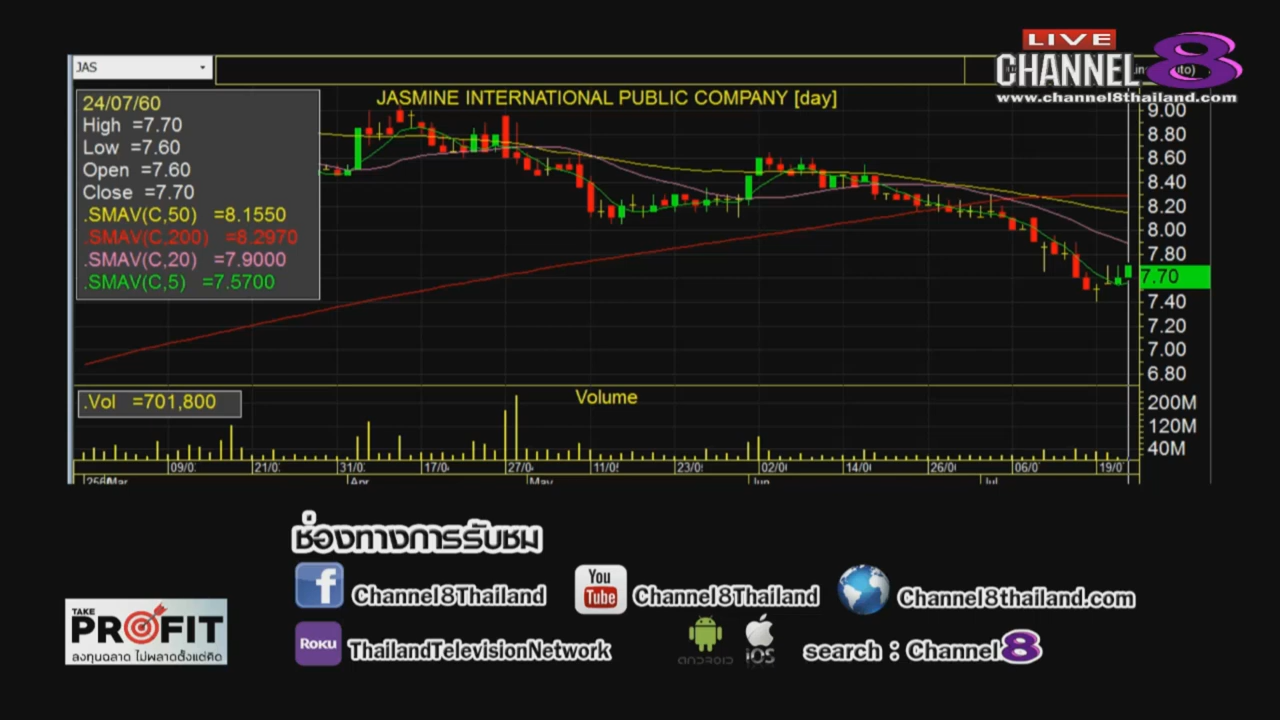 JAS
LIVE
CHANNEL 8
www.channel8thailand.com
24/07/60
High =7.70
Low =7.60
Open =7.60
Close =7.70
.SMAV(C,50) =8.1550
.SMAV(C,200) =8.2970
.SMAV(C,20) =7.9000
.SMAV(C,5) =7.5700
JASMINE INTERNATIONAL PUBLIC COMPANY [day]
9.00
8.80
8.60
8.40
8.20
8.00
7.80
7.70
7.40
7.20
7.00
6.80
.Vol =701,800
Volume
200M
120M
40M
09/0 21/0 31/0 17/0 27/0 11/0 23/0 02/0 14/0 26/0 06/0 19/0
Mar Apr May Jun Jul
ช่องทางการรับชม
f Channel8Thailand You Tube Channel8Thailand Channel8thailand.com
ROKU ThailandTelevisionNetwork ANDROID iOS search : Channel 8
TAKE
PROFIT
ลงทุนฉลาด ไม่พลาดตั้งแต่คิด